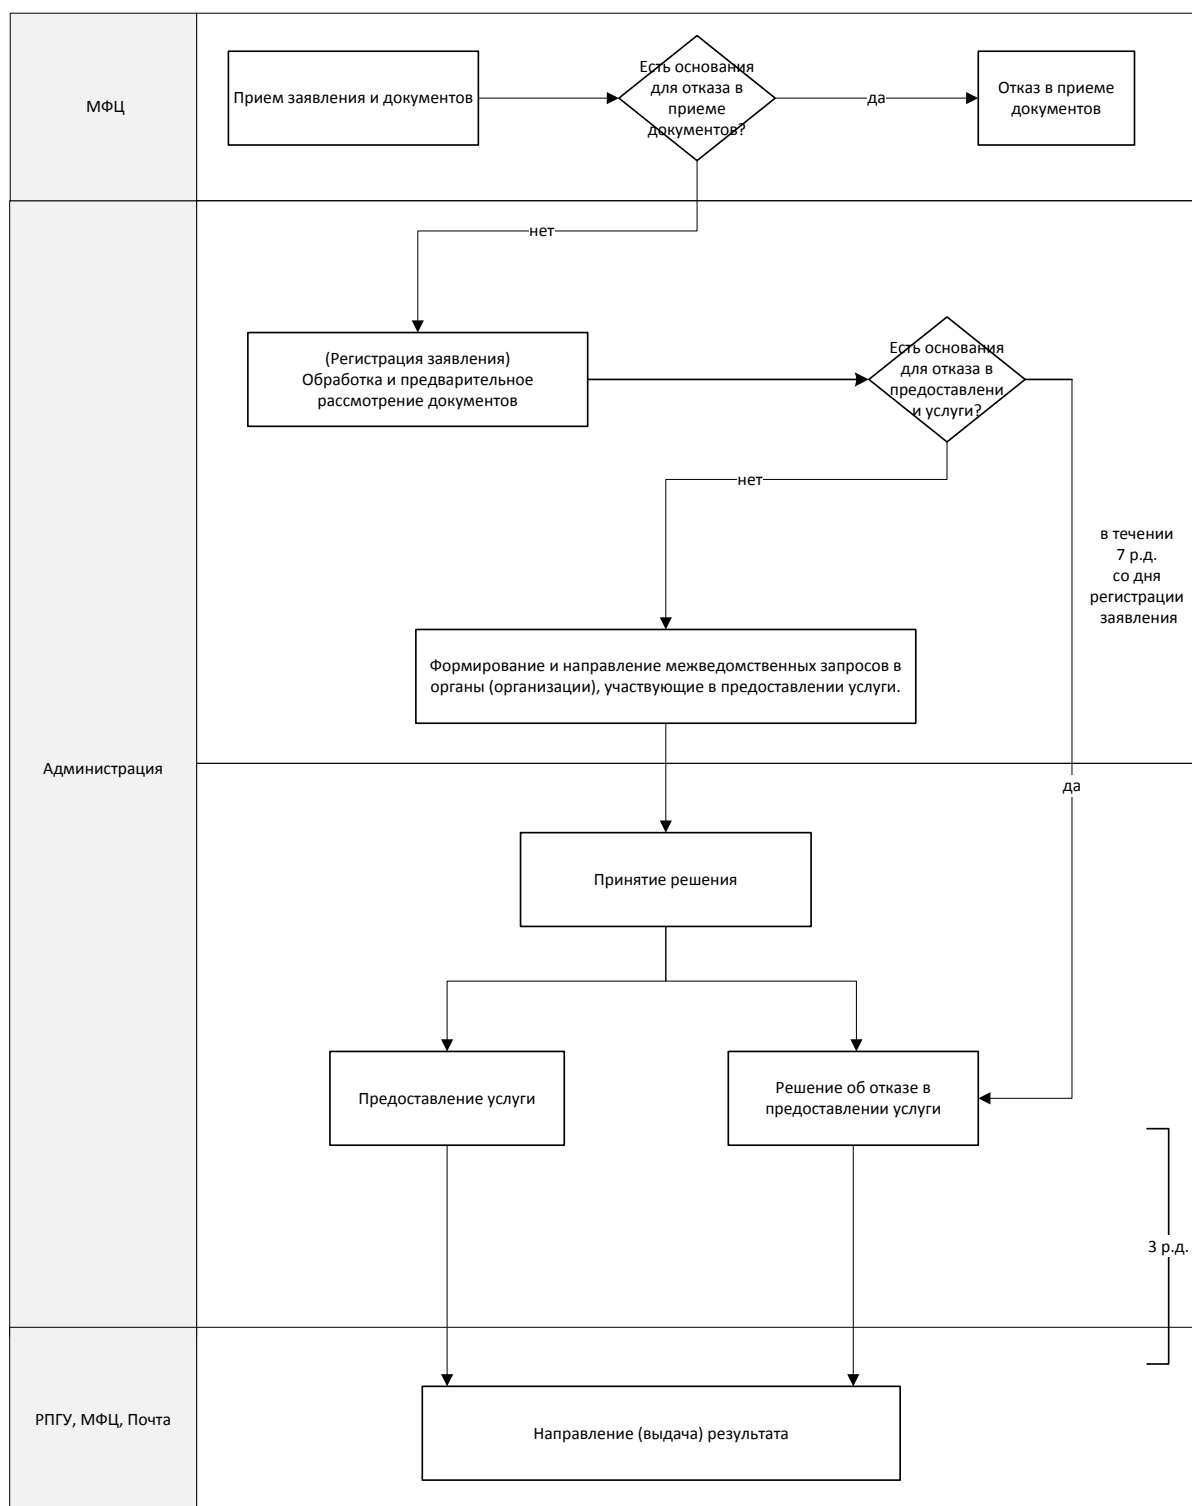 МФЦ
Прием заявления и документов
Есть основания
для отказа в
приеме
документов?
да
Отказ в приеме
документов
нет
(Регистрация заявления)
Обработка и предварительное
рассмотрение документов
Есть основания
для отказа в
предоставлени
и услуги?
нет
в течении
7 р.д.
со дня
регистрации
заявления
Формирование и направление межведомственных запросов в
органы (организации), участвующие в предоставлении услуги.
Администрация
да
Принятие решения
Предоставление услуги
Решение об отказе в
предоставлении услуги
3 р.д.
РПГУ, МФЦ, Почта
Направление (выдача) результата